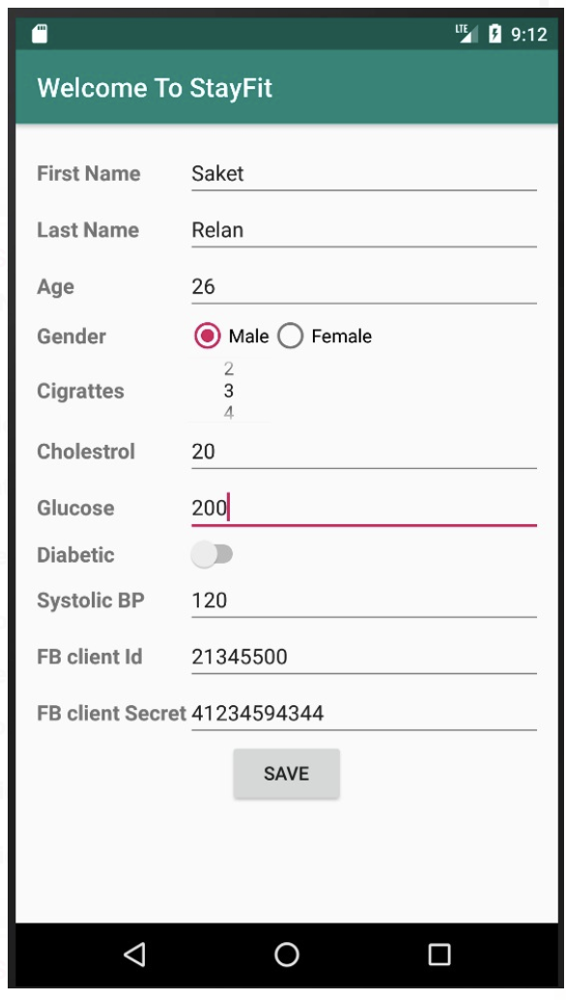 LTE 9:12
Welcome To StayFit
First Name Saket
Last Name Relan
Age 26
Gender Male Female
2
Cigrattes 3
4
Cholestrol 20
Glucose 200
Diabetic
Systolic BP 120
FB client Id 21345500
FB client Secret 41234594344
SAVE